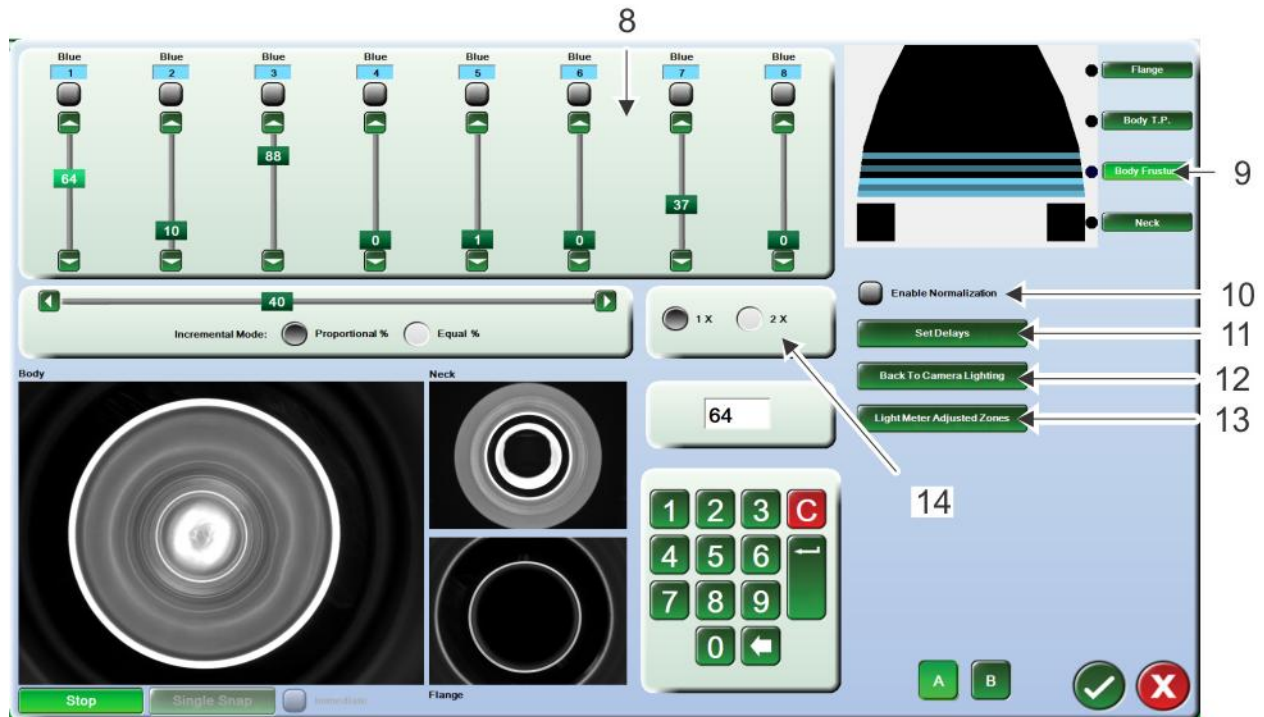 8
Blue Blue Blue Blue Blue Blue Blue Blue
1 2 3 4 5 6 7 8
64 10 88 0 1 0 37 0
Flange
Body T.P.
Body Frustum
9
Neck
40
Incremental Mode: Proportional % Equal %
1 X 2 X
Enable Normalization
10
Set Delays
11
Back To Camera Lighting
12
Light Meter Adjusted Zones
13
14
Body
Neck
Flange
64
1 2 3 C
4 5 6
7 8 9
0
Stop Single Snap Immediate
A B